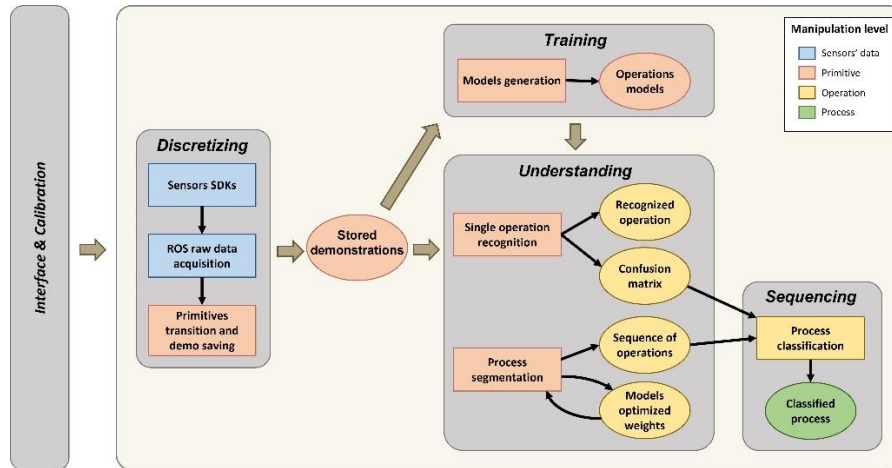 Interface & Calibration
Discretizing
Sensors SDKs
ROS raw data
acquisition
Primitives
transition and
demo saving
Stored
demonstrations
Training
Models generation
Operations
models
Understanding
Single operation
recognition
Recognized
operation
Confusion
matrix
Process
segmentation
Sequence of
operations
Models
optimized
weights
Sequencing
Process
classification
Classified
process
Manipulation level
Sensors' data
Primitive
Operation
Process